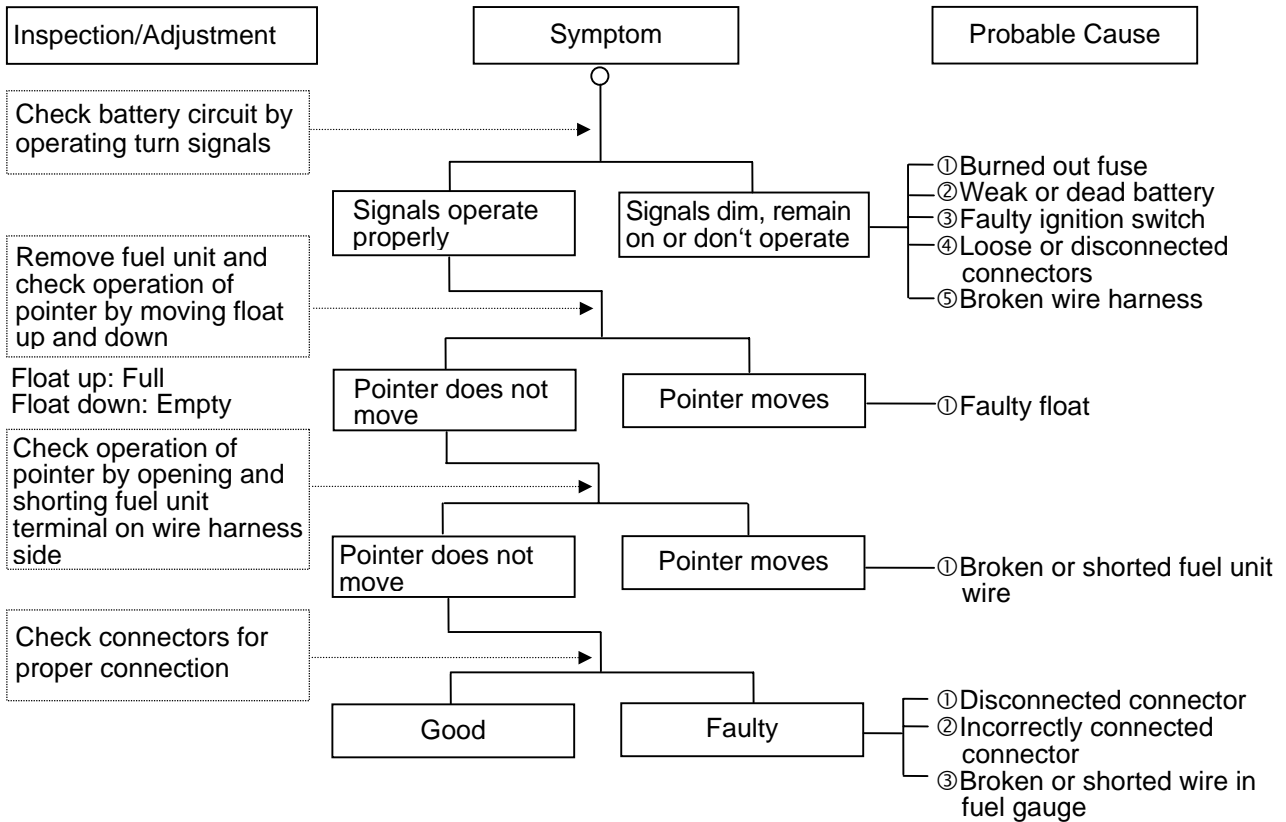 Inspection/Adjustment
Symptom
Probable Cause
Check battery circuit by
operating turn signals
Signals operate
properly
Signals dim, remain
on or don‘t operate
①Burned out fuse
②Weak or dead battery
③Faulty ignition switch
④Loose or disconnected
connectors
⑤Broken wire harness
Remove fuel unit and
check operation of
pointer by moving float
up and down
Float up: Full
Float down: Empty
Pointer does not
move
Pointer moves
①Faulty float
Check operation of
pointer by opening and
shorting fuel unit
terminal on wire harness
side
Pointer does not
move
Pointer moves
①Broken or shorted fuel unit
wire
Check connectors for
proper connection
Good
Faulty
①Disconnected connector
②Incorrectly connected
connector
③Broken or shorted wire in
fuel gauge